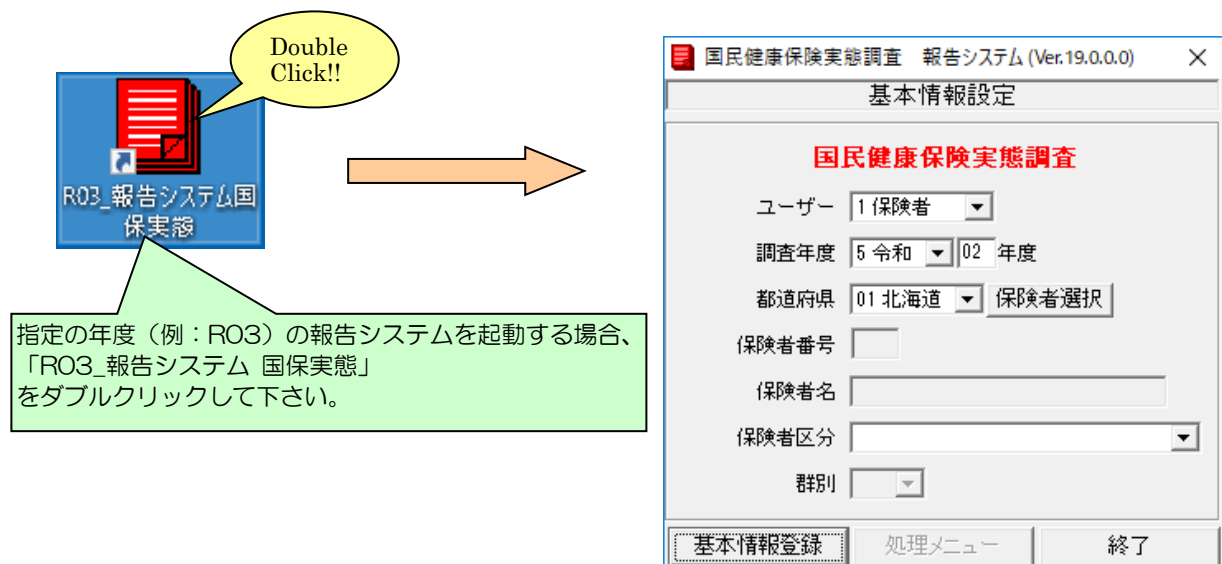 Double
Click!!
R03_報告システム国
保実態
指定の年度(例:R03)の報告システムを起動する場合、
「R03_報告システム 国保実態」
をダブルクリックして下さい。
国民健康保険実態調査 報告システム (Ver.19.0.0.0)
基本情報設定
国民健康保険実態調査
ユーザー 1 保険者
調査年度 5 令和 02 年度
都道府県 01 北海道 保険者選択
保険者番号
保険者名
保険者区分
群別
基本情報登録 処理メニュー 終了